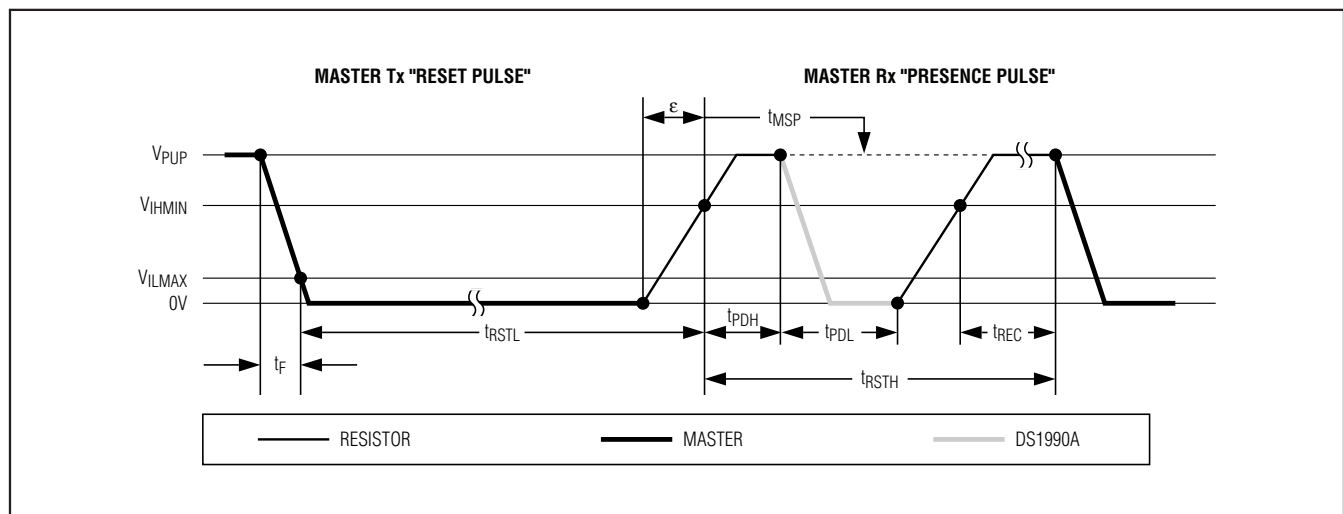 MASTER Tx "RESET PULSE"
MASTER Rx "PRESENCE PULSE"
ε
tMSP
VPUP
VIHMIN
VILMAX
0V
tRSTL
tPDH
tPDL
tREC
tF
tRSTH
RESISTOR
MASTER
DS1990A